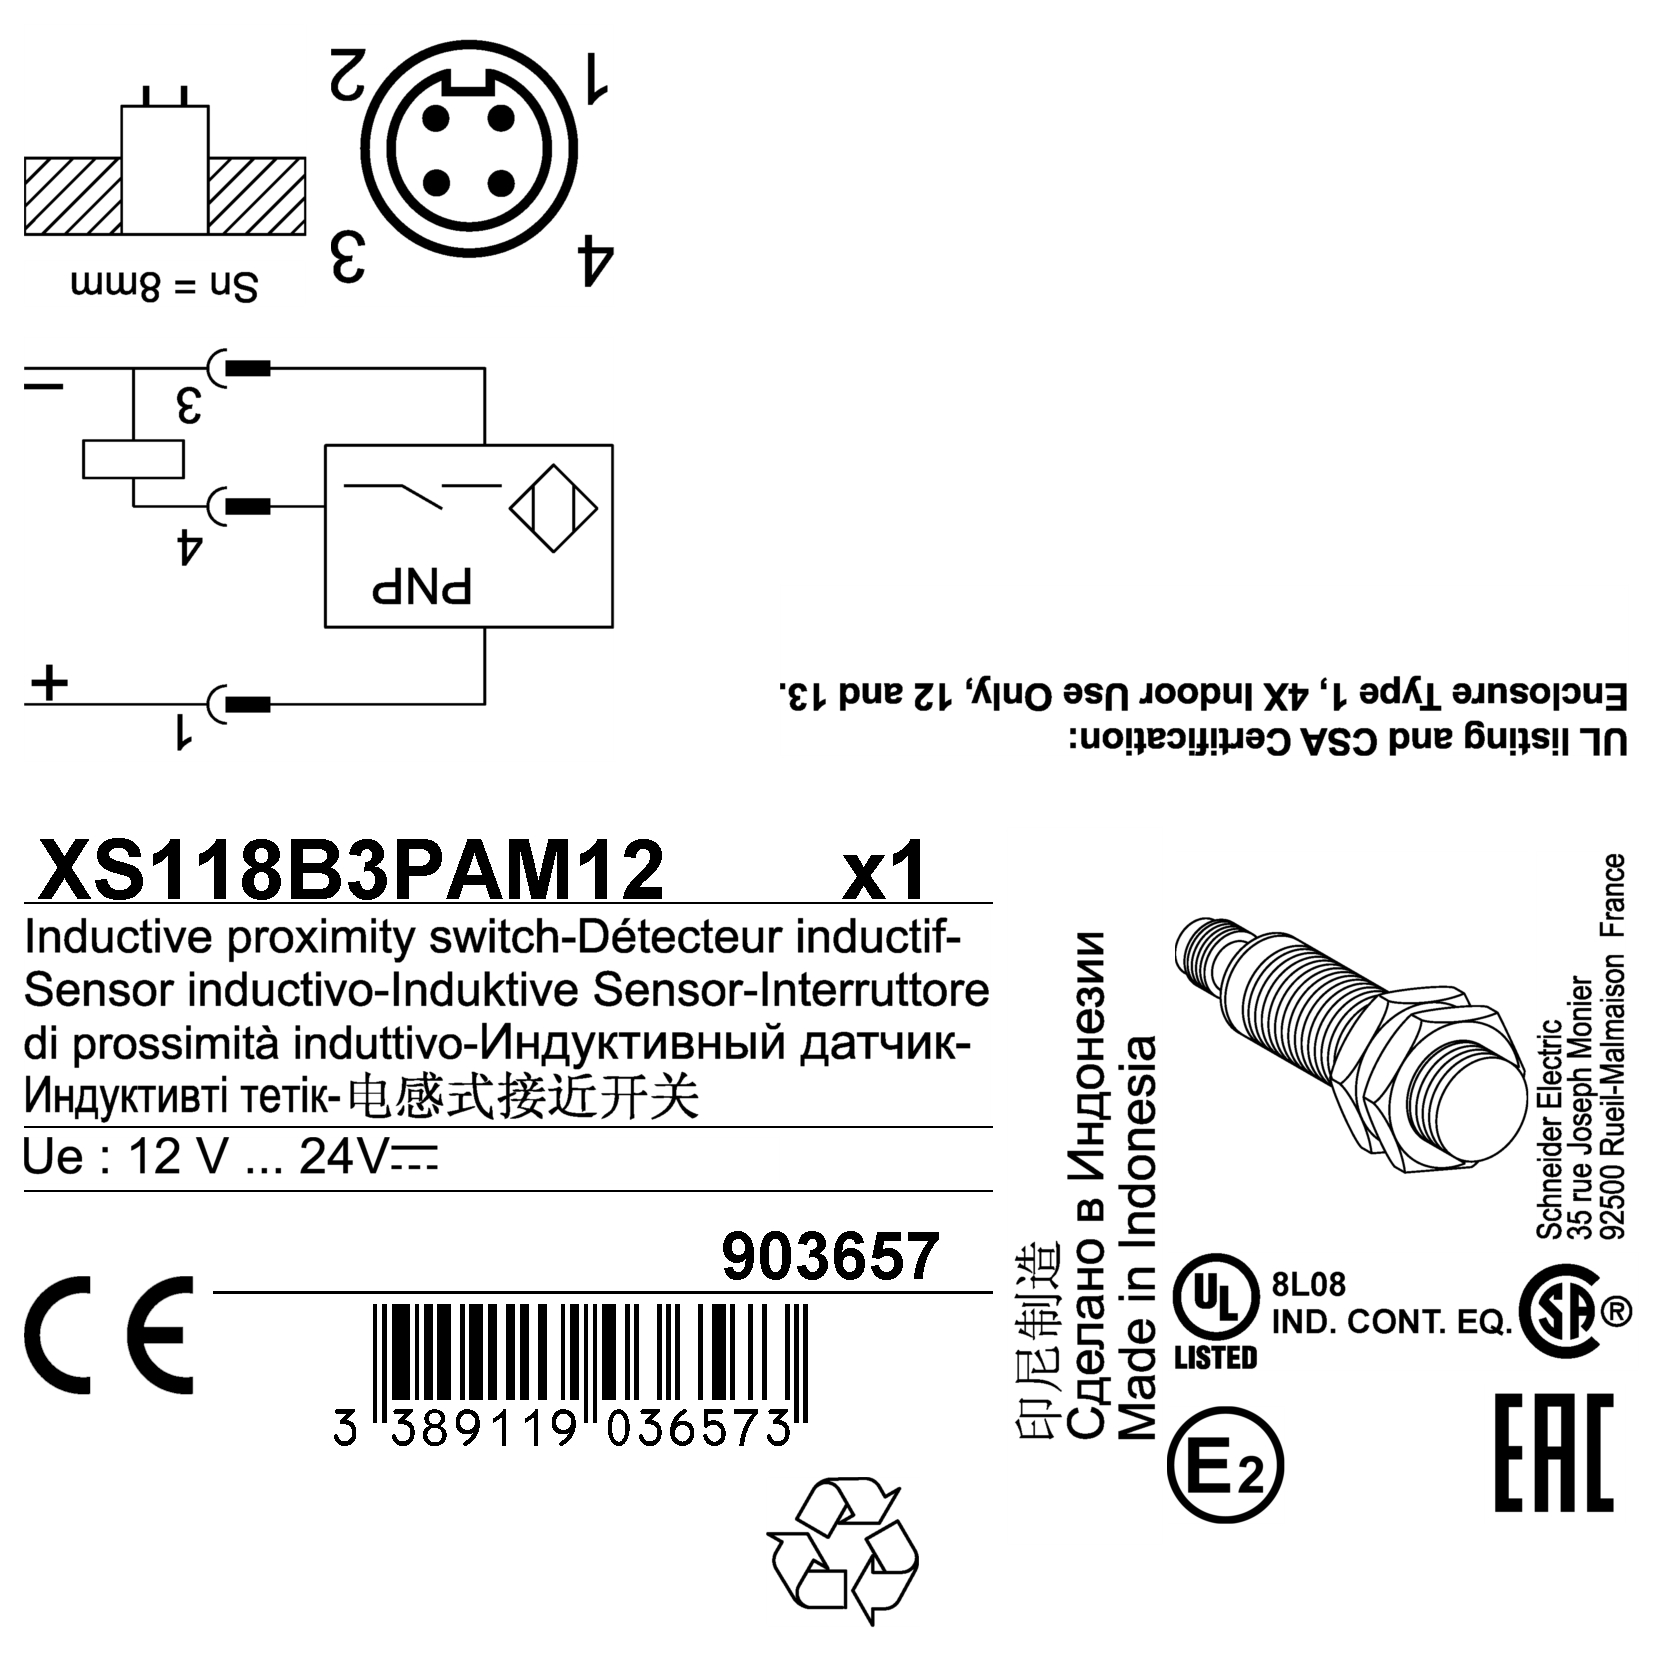 2
1
3
4
Sn = 8mm
–
3
4
PNP
+
1
UL listing and CSA Certification:
Enclosure Type 1, 4X Indoor Use Only, 12 and 13.
XS118B3PAM12 x1
Inductive proximity switch-Détecteur inductif-
Sensor inductivo-Induktive Sensor-Interruttore
di prossimità induttivo-Индуктивный датчик-
Индуктивті тетік-电感式接近开关
Ue : 12 V ... 24V⎓
903657
CE
3 389119 036573
印尼制造
Сделано в Индонезии
Made in Indonesia
Schneider Electric
35 rue Joseph Monier
92500 Rueil-Malmaison France
UL
LISTED
8L08
IND. CONT. EQ.
CSA ®
E2
EAC